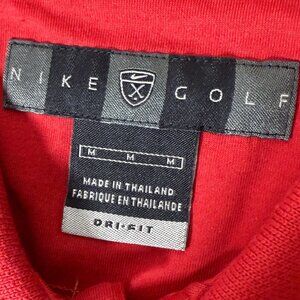 NIKE X GOLF
M M M
MADE IN THAILAND
FABRIQUE EN THAILANDE
DRI-FIT